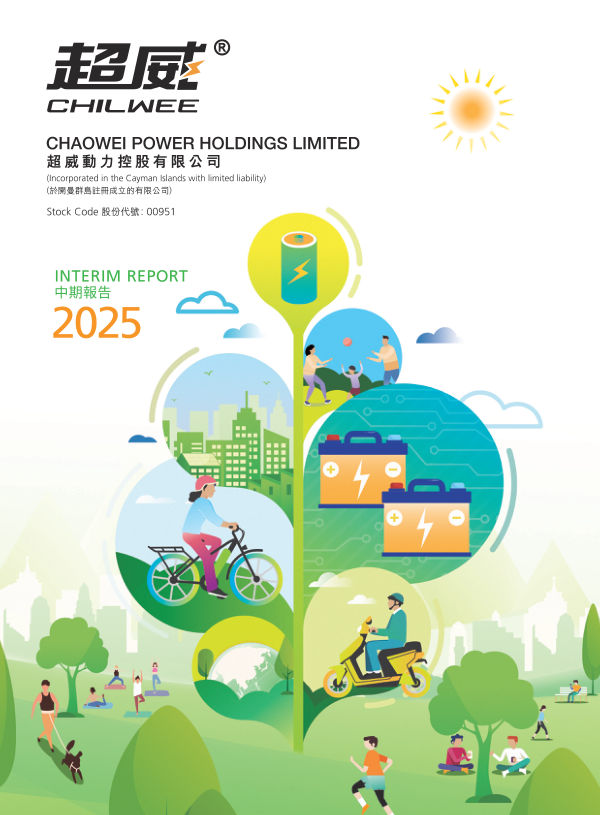 超威®
CHILWEE
CHAOWEI POWER HOLDINGS LIMITED
超威動力控股有限公司
(Incorporated in the Cayman Islands with limited liability)
(於開曼群島註冊成立的有限公司)
Stock Code 股份代號: 00951
INTERIM REPORT
中期報告
2025